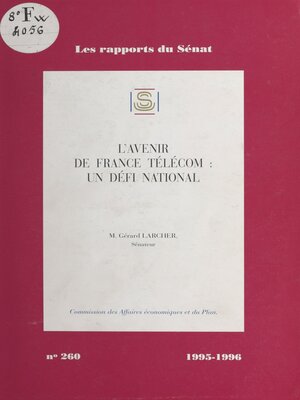 8° Fw
4056
Les rapports du Sénat
S
L'AVENIR
DE FRANCE TÉLÉCOM :
UN DÉFI NATIONAL
M. Gérard LARCHER,
Sénateur
Commission des Affaires économiques et du Plan.
n° 260 1995-1996